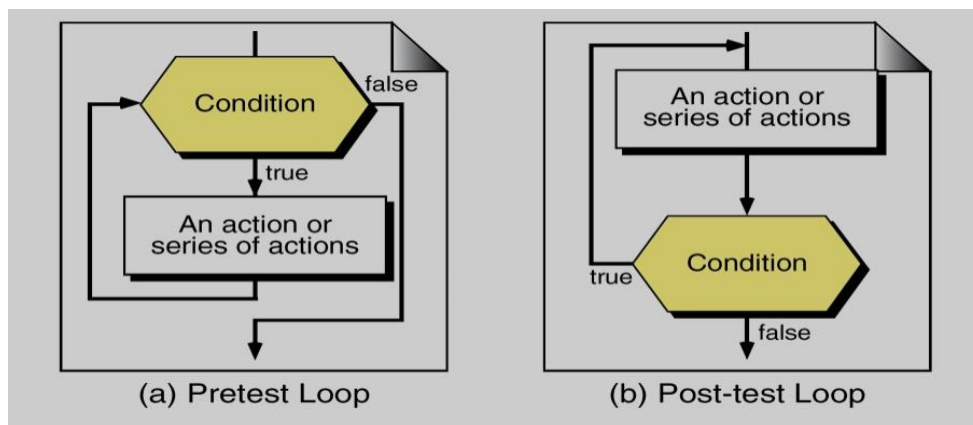 Condition
false
true
An action or
series of actions
(a) Pretest Loop
An action or
series of actions
Condition
true
false
(b) Post-test Loop